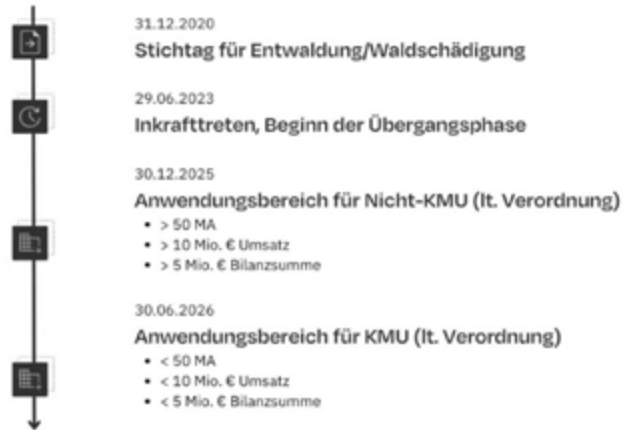 31.12.2020
Stichtag für Entwaldung/Waldschädigung
29.06.2023
Inkrafttreten, Beginn der Übergangsphase
30.12.2025
Anwendungsbereich für Nicht-KMU (lt. Verordnung)
• > 50 MA
• > 10 Mio. € Umsatz
• > 5 Mio. € Bilanzsumme
30.06.2026
Anwendungsbereich für KMU (lt. Verordnung)
• < 50 MA
• < 10 Mio. € Umsatz
• < 5 Mio. € Bilanzsumme